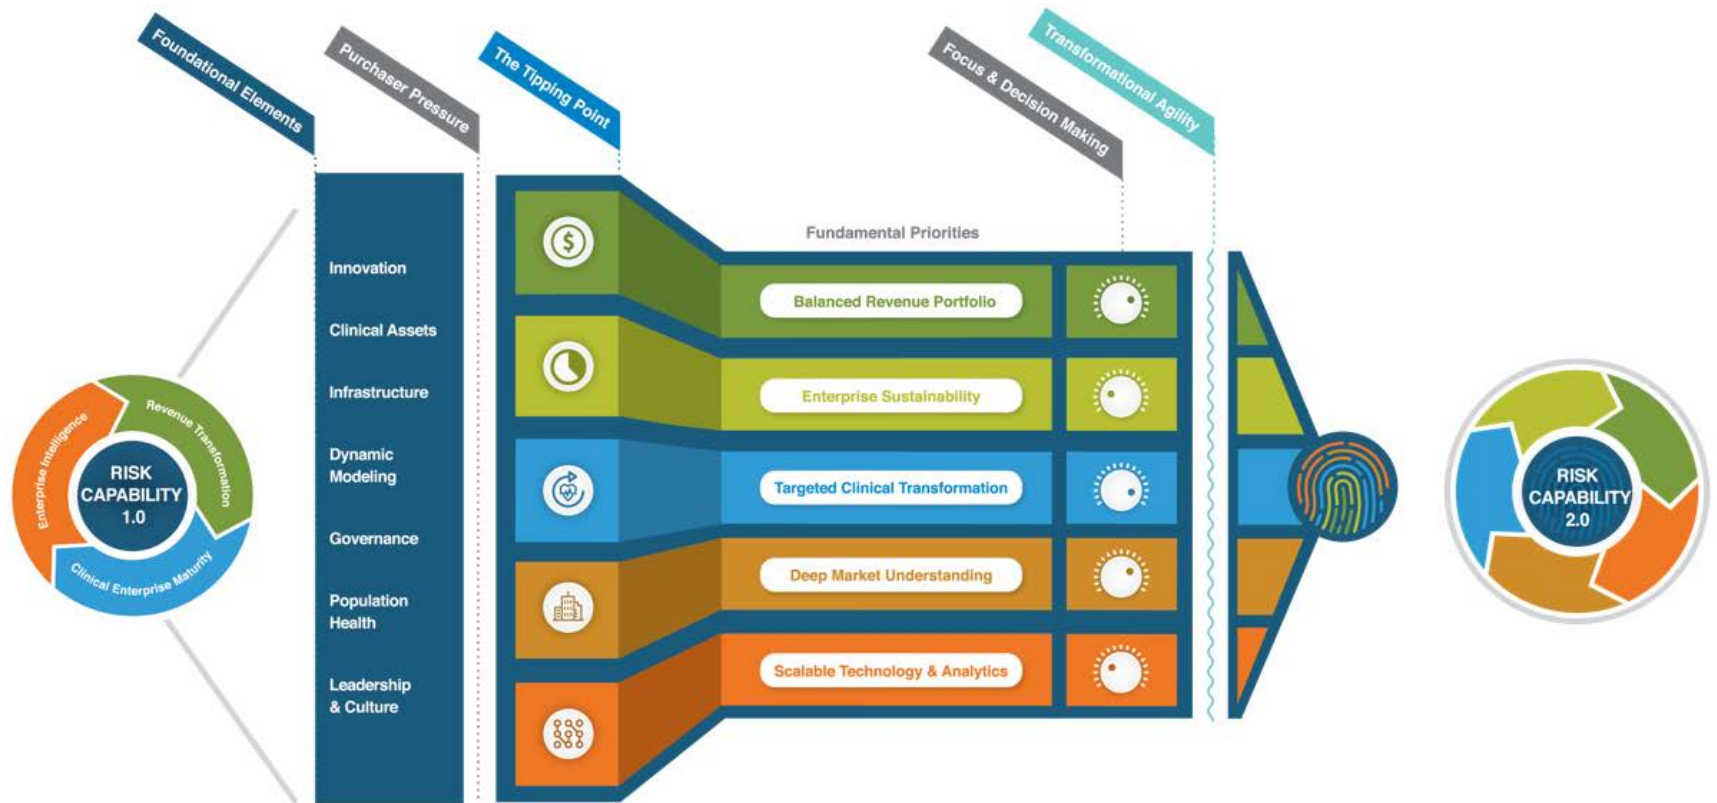 Foundational Elements
Purchaser Pressure
The Tipping Point
Focus & Decision Making
Transformational Agility
Enterprise Intelligence
Revenue Transformation
Clinical Enterprise Maturity
RISK
CAPABILITY
1.0
Innovation
Clinical Assets
Infrastructure
Dynamic
Modeling
Governance
Population
Health
Leadership
& Culture
$
Fundamental Priorities
Balanced Revenue Portfolio
Enterprise Sustainability
Targeted Clinical Transformation
Deep Market Understanding
Scalable Technology & Analytics
RISK
CAPABILITY
2.0